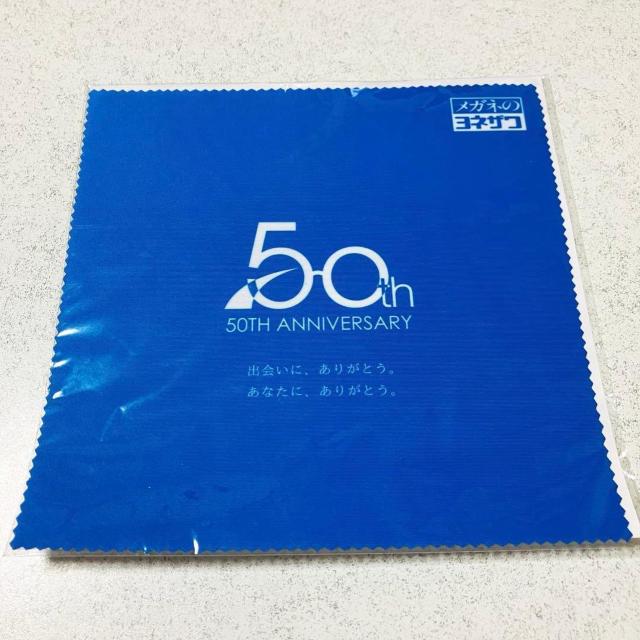 メガネの
ヨネザワ
50th
50TH ANNIVERSARY
出会いに、ありがとう。
あなたに、ありがとう。